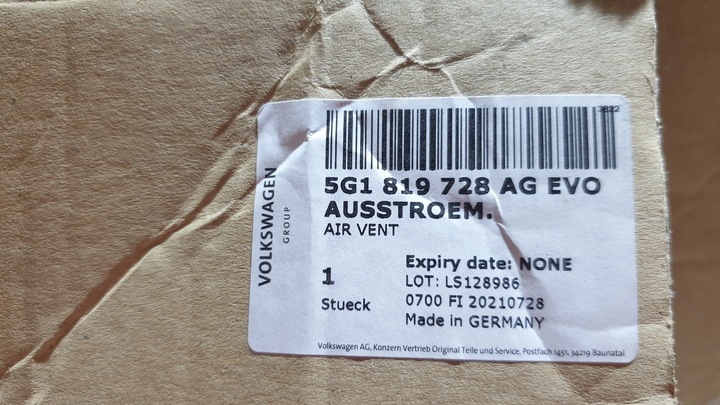 3822
5G1 819 728 AG EVO
AUSSTROEM.
AIR VENT
VOLKSWAGEN
GROUP
1
Stueck
Expiry date: NONE
LOT: LS128986
0700 FI 20210728
Made in GERMANY
Volkswagen AG, Konzern Vertrieb Original Teile und Service, Postfach 1451, 34219 Baunatal